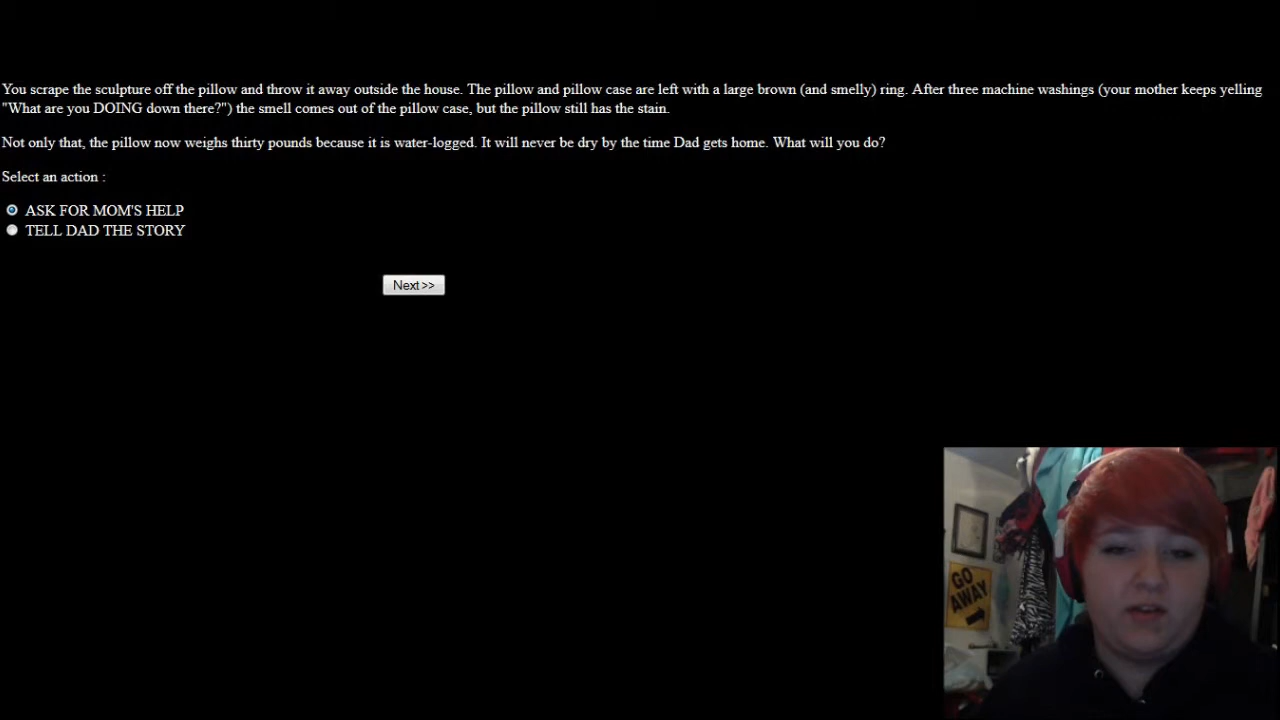 You scrape the sculpture off the pillow and throw it away outside the house. The pillow and pillow case are left with a large brown (and smelly) ring. After three machine washings (your mother keeps yelling
"What are you DOING down there?") the smell comes out of the pillow case, but the pillow still has the stain.
Not only that, the pillow now weighs thirty pounds because it is water-logged. It will never be dry by the time Dad gets home. What will you do?
Select an action :
ASK FOR MOM'S HELP
TELL DAD THE STORY
Next >>
GO
AWAY